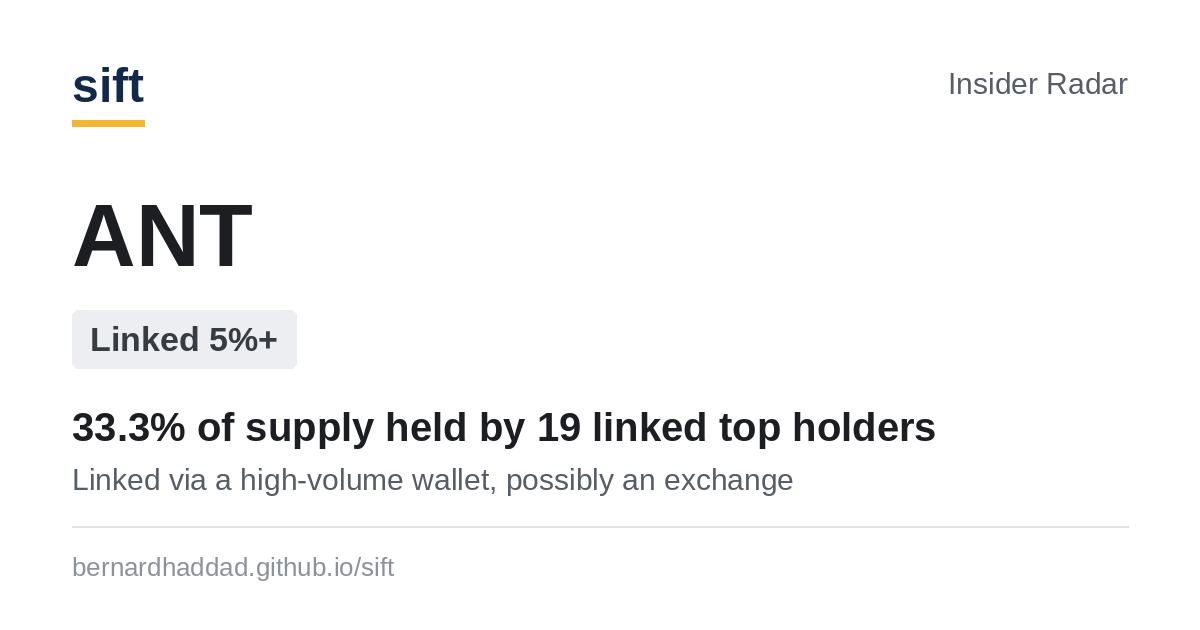 sift
Insider Radar
ANT
Linked 5%+
33.3% of supply held by 19 linked top holders
Linked via a high-volume wallet, possibly an exchange
bernardhaddad.github.io/sift